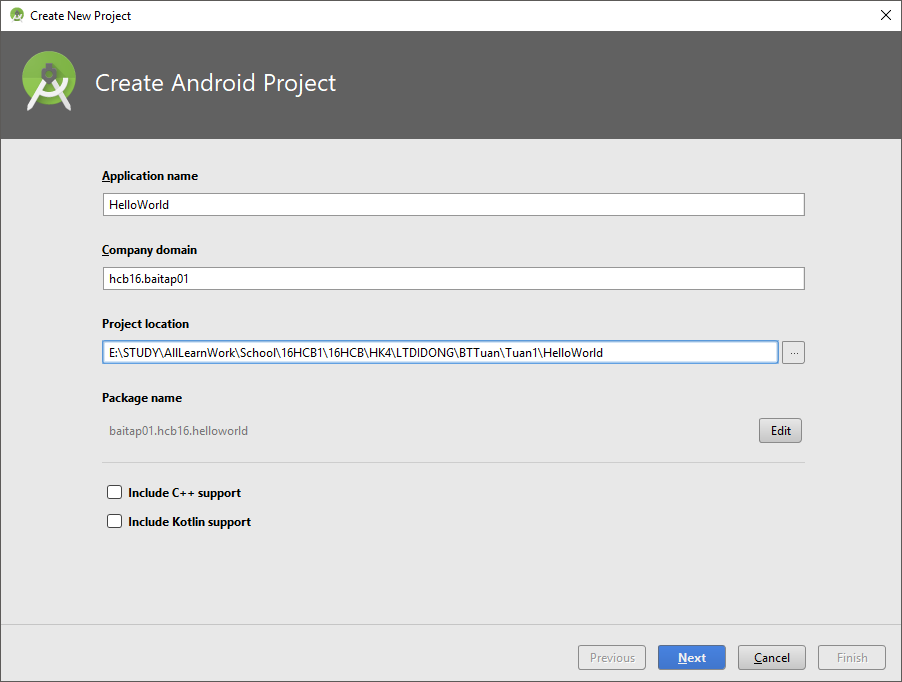 Create New Project
Create Android Project
Application name
HelloWorld
Company domain
hcb16.baitap01
Project location
E:\STUDY\AllLearnWork\School\16HCB1\16HCB\HK4\LTDIDONG\BTTuan\Tuan1\HelloWorld
...
Package name
baitap01.hcb16.helloworld
Edit
Include C++ support
Include Kotlin support
Previous Next Cancel Finish